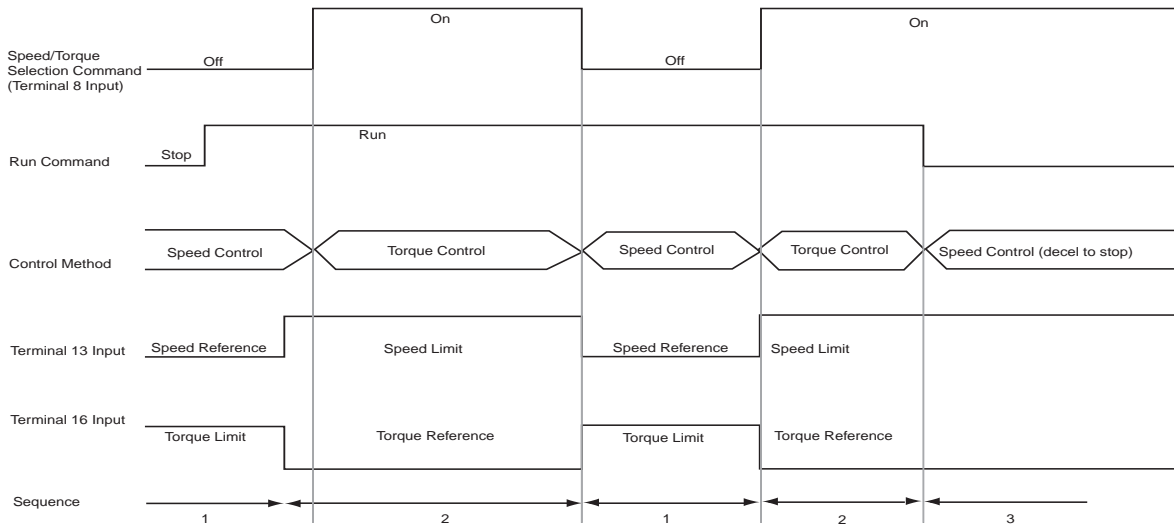 On
On
Speed/Torque
Selection Command
(Terminal 8 Input)
Off
Off
Run
Stop
Run Command
Control Method
Speed Control
Torque Control
Speed Control
Torque Control
Speed Control (decel to stop)
Terminal 13 Input
Speed Reference
Speed Limit
Speed Reference
Speed Limit
Terminal 16 Input
Torque Limit
Torque Reference
Torque Limit
Torque Reference
Sequence
1
2
1
2
3